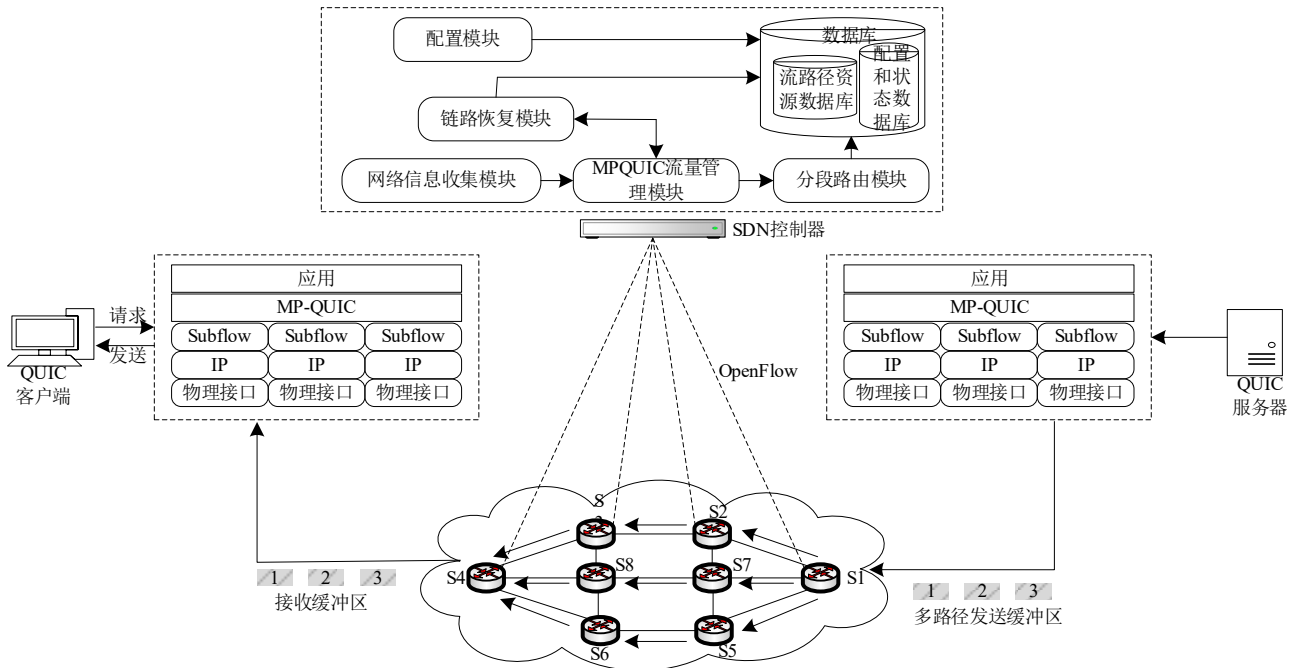 配置模块
数据库
流路径资
源数据库
配置
和状
态数
据库
链路恢复模块
网络信息收集模块
MPQUIC流量管
理模块
分段路由模块
SDN控制器
应用
MP-QUIC
Subflow Subflow Subflow
IP IP IP
物理接口 物理接口 物理接口
请求
发送
QUIC
客户端
OpenFlow
应用
MP-QUIC
Subflow Subflow Subflow
IP IP IP
物理接口 物理接口 物理接口
QUIC
服务器
S
S2
S4
S8
S7
S1
S6
S5
1 2 3
接收缓冲区
1 2 3
多路径发送缓冲区